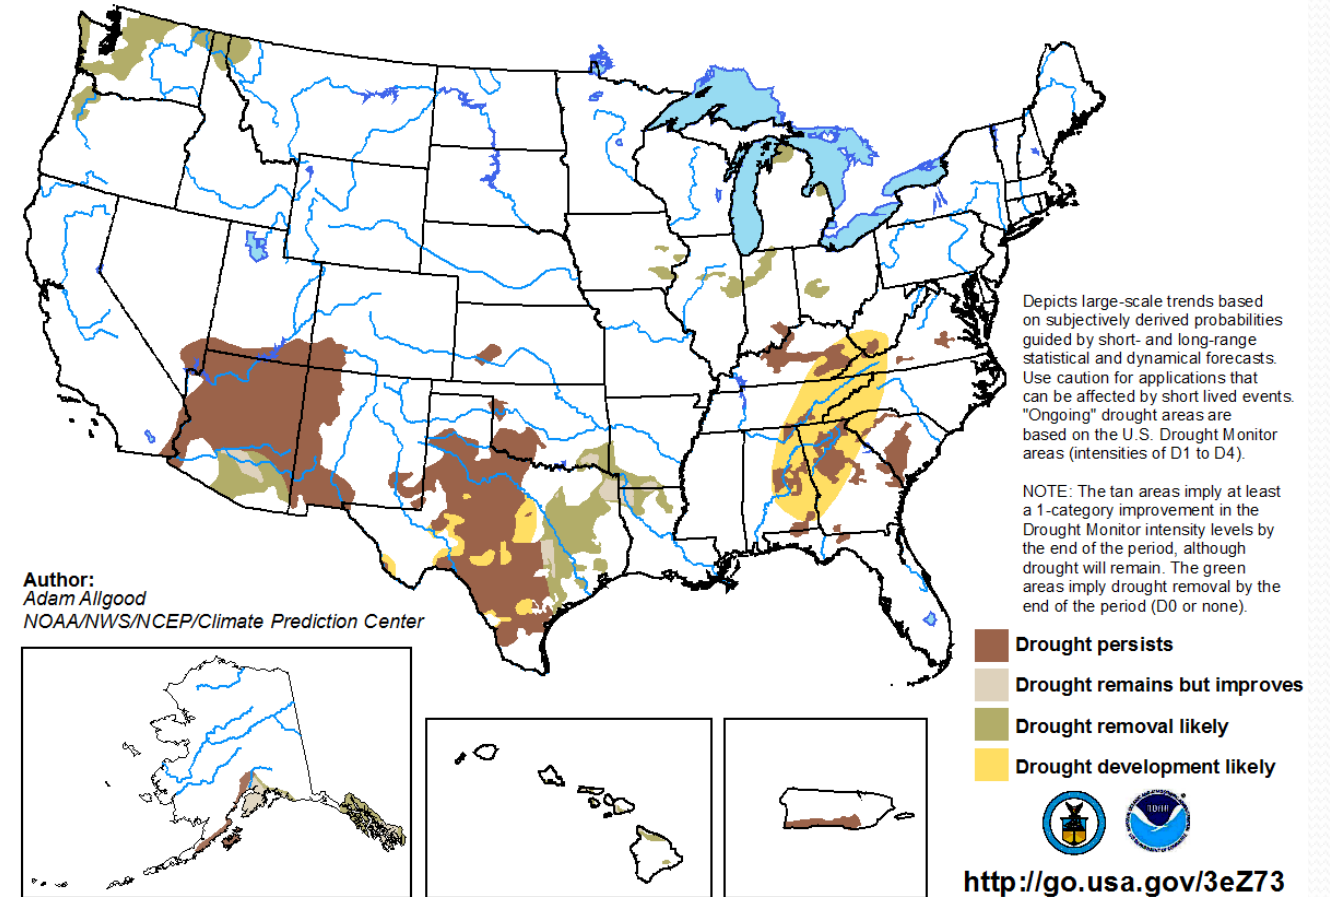 Depicts large-scale trends based
on subjectively derived probabilities
guided by short- and long-range
statistical and dynamical forecasts.
Use caution for applications that
can be affected by short lived events.
"Ongoing" drought areas are
based on the U.S. Drought Monitor
areas (intensities of D1 to D4).
NOTE: The tan areas imply at least
a 1-category improvement in the
Drought Monitor intensity levels by
the end of the period, although
drought will remain. The green
areas imply drought removal by the
end of the period (D0 or none).
Author:
Adam Allgood
NOAA/NWS/NCEP/Climate Prediction Center
Drought persists
Drought remains but improves
Drought removal likely
Drought development likely
http://go.usa.gov/3eZ73